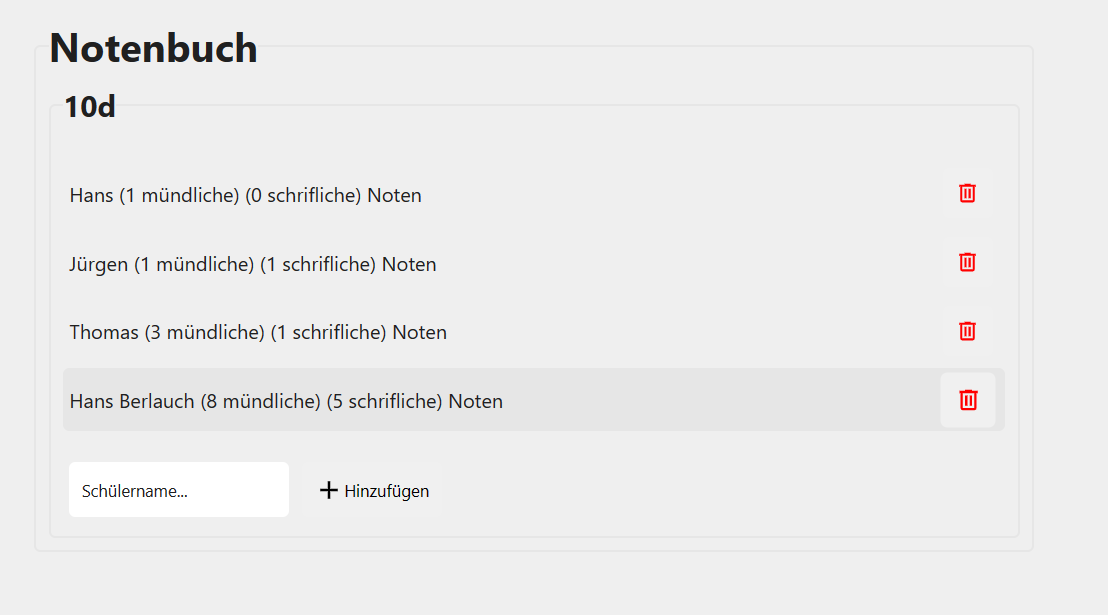 Notenbuch
10d
Hans (1 mündliche) (0 schrifliche) Noten
Jürgen (1 mündliche) (1 schrifliche) Noten
Thomas (3 mündliche) (1 schrifliche) Noten
Hans Berlauch (8 mündliche) (5 schrifliche) Noten
Schülername... Hinzufügen